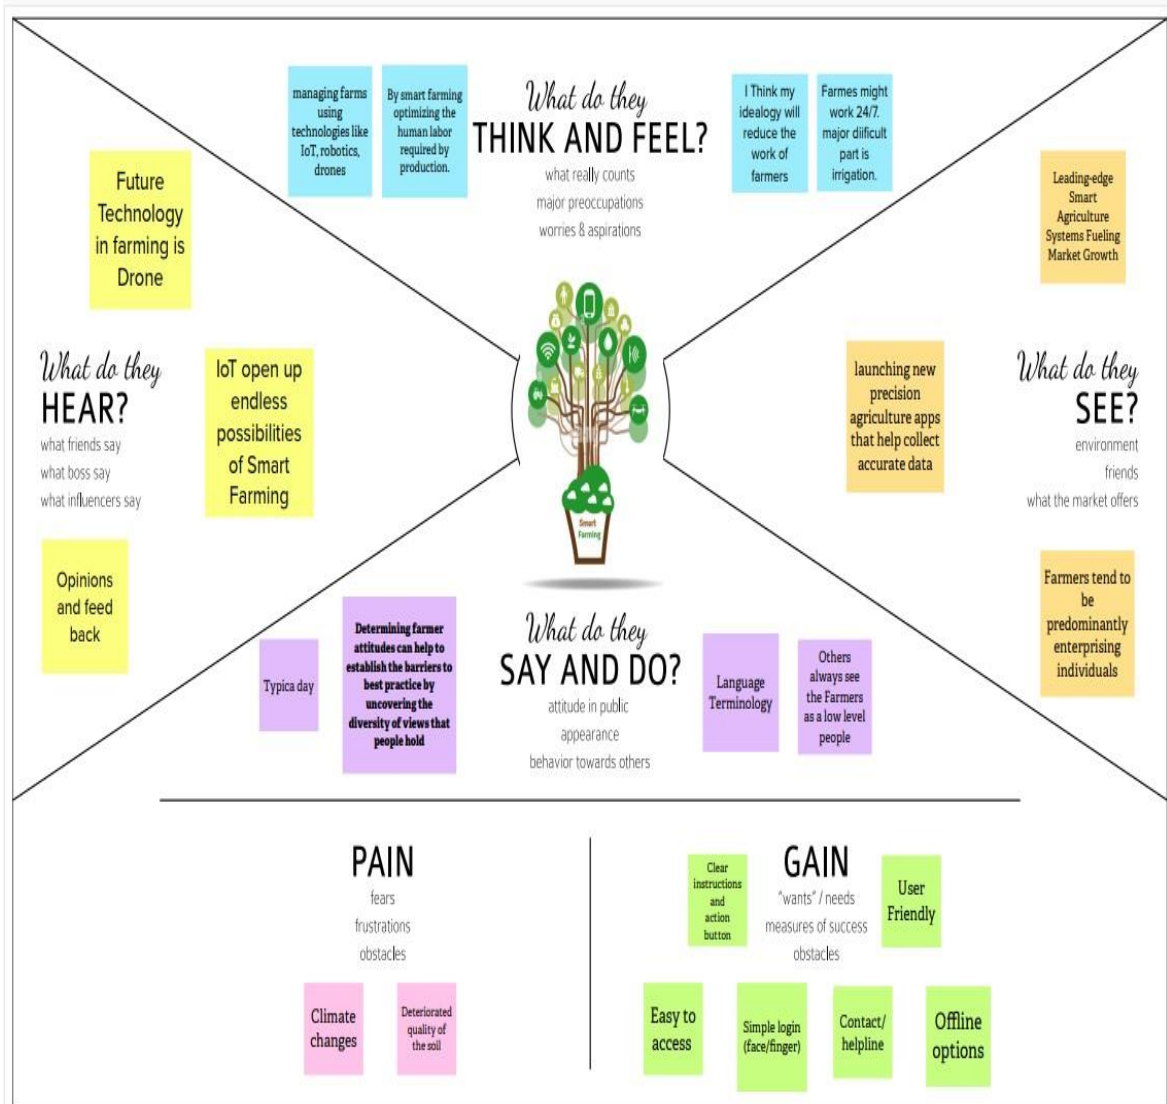 managing farms
using
technologies like
IoT, robotics,
drones
By smart farming
optimizing the
human labor
required by
production.
What do they
THINK AND FEEL?
what really counts
major preoccupations
worries & aspirations
I Think my
idealogy will
reduce the
work of
farmers
Farmes might
work 24/7.
major diificult
part is
irrigation.
Future
Technology
in farming is
Drone
What do they
HEAR?
what friends say
what boss say
what influencers say
IoT open up
endless
possibilities
of Smart
Farming
Opinions
and feed
back
Smart
Farming
Leading-edge
Smart
Agriculture
Systems Fueling
Market Growth
launching new
precision
agriculture apps
that help collect
accurate data
What do they
SEE?
environment
friends
what the market offers
Farmers tend to
be
predominantly
enterprising
individuals
Typica day
Determining farmer
attitudes can help to
establish the barriers to
best practice by
uncovering the
diversity of views that
people hold
What do they
SAY AND DO?
attitude in public
appearance
behavior towards others
Language
Terminology
Others
always see
the Farmers
as a low level
people
PAIN
fears
frustrations
obstacles
Climate
changes
Deteriorated
quality of
the soil
Clear
instructions
and
action
button
GAIN
"wants" / needs
measures of success
obstacles
User
Friendly
Easy to
access
Simple login
(face/finger)
Contact/
helpline
Offline
options